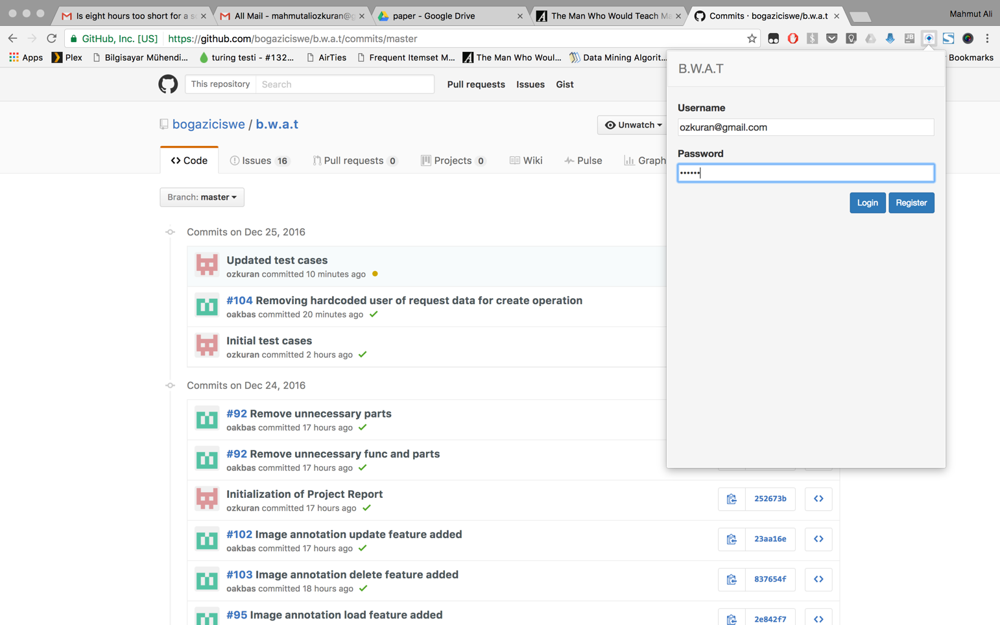 Is eight hours too short for a s
All Mail - mahmutaliozkuran@g
paper - Google Drive
The Man Who Would Teach Ma
Commits · bogaziciswe/b.w.a.t
Mahmut Ali
GitHub, Inc. [US]
https://github.com/bogaziciswe/b.w.a.t/commits/master
Apps
Plex
Bilgisayar Mühendi...
turing testi - #132...
AirTies
Frequent Itemset M...
The Man Who Woul...
Data Mining Algorit...
Bookmarks
This repository
Search
Pull requests
Issues
Gist
B.W.A.T
Username
ozkuran@gmail.com
Password
••••••
Login
Register
bogaziciswe / b.w.a.t
Unwatch
Code
Issues 16
Pull requests 0
Projects 0
Wiki
Pulse
Graph
Branch: master
Commits on Dec 25, 2016
Updated test cases
ozkuran committed 10 minutes ago
#104 Removing hardcoded user of request data for create operation
oakbas committed 20 minutes ago
Initial test cases
ozkuran committed 2 hours ago
Commits on Dec 24, 2016
#92 Remove unnecessary parts
oakbas committed 17 hours ago
#92 Remove unnecessary func and parts
oakbas committed 17 hours ago
Initialization of Project Report
ozkuran committed 17 hours ago
252673b
#102 Image annotation update feature added
oakbas committed 17 hours ago
23aa16e
#103 Image annotation delete feature added
oakbas committed 18 hours ago
837654f
#95 Image annotation load feature added
2e842f7